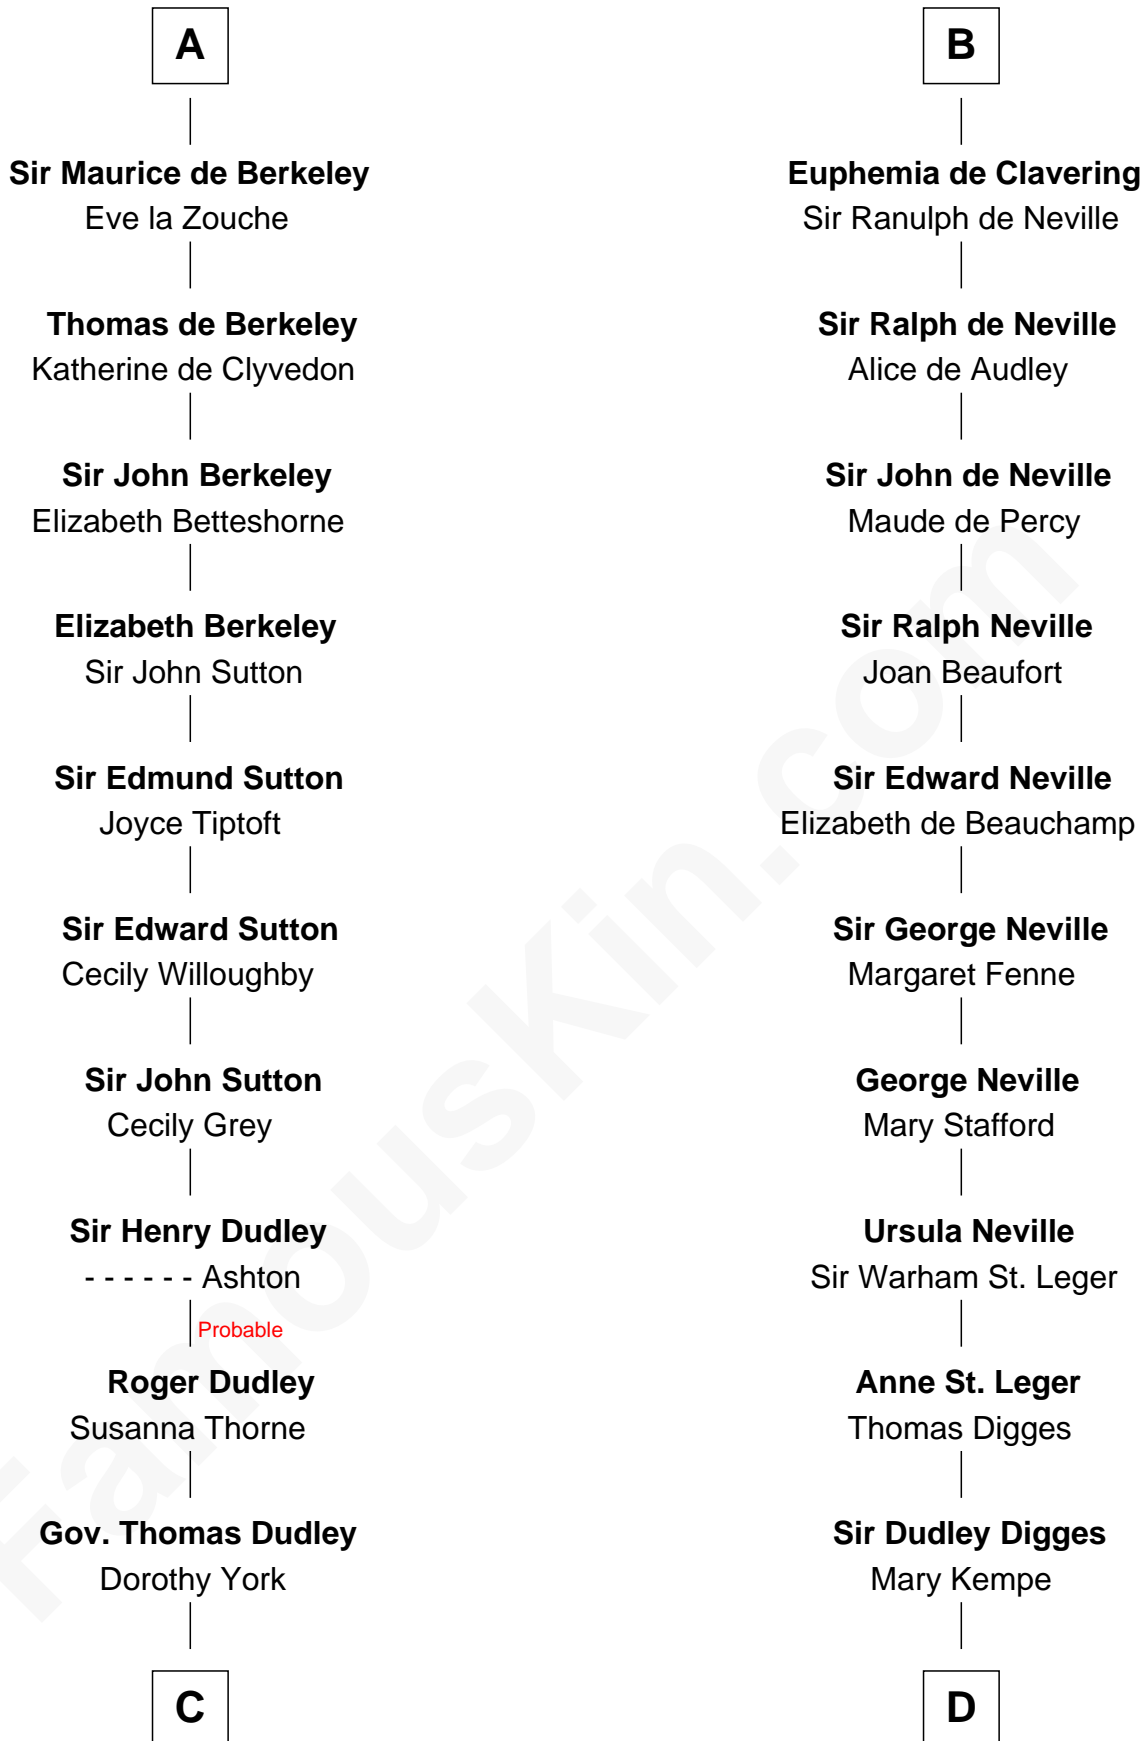 A
Sir Maurice de Berkeley
Eve la Zouche
Thomas de Berkeley
Katherine de Clyvedon
Sir John Berkeley
Elizabeth Betteshorne
Elizabeth Berkeley
Sir John Sutton
Sir Edmund Sutton
Joyce Tiptoft
Sir Edward Sutton
Cecily Willoughby
Sir John Sutton
Cecily Grey
Sir Henry Dudley
- - - - - - Ashton
Probable
Roger Dudley
Susanna Thorne
Gov. Thomas Dudley
Dorothy York
C
B
Euphemia de Clavering
Sir Ranulph de Neville
Sir Ralph de Neville
Alice de Audley
Sir John de Neville
Maude de Percy
Sir Ralph Neville
Joan Beaufort
Sir Edward Neville
Elizabeth de Beauchamp
Sir George Neville
Margaret Fenne
George Neville
Mary Stafford
Ursula Neville
Sir Warham St. Leger
Anne St. Leger
Thomas Digges
Sir Dudley Digges
Mary Kempe
D
FamousKin.com